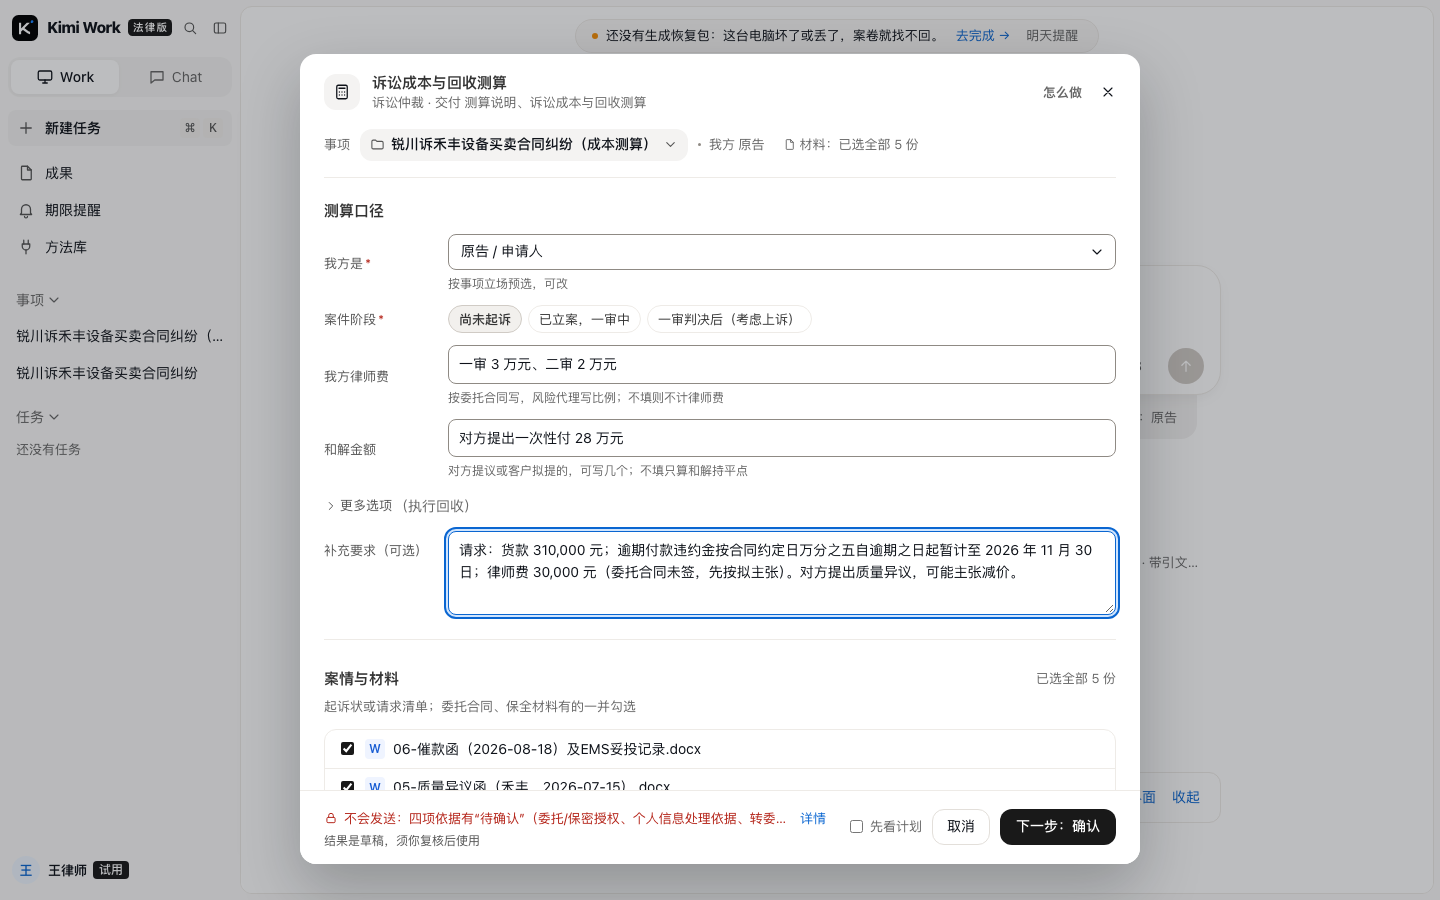 Kimi Work 法律版
Work
Chat
新建任务 ⌘ K
成果
期限提醒
方法库
事项
锐川诉禾丰设备买卖合同纠纷（...
锐川诉禾丰设备买卖合同纠纷
任务
还没有任务
王 王律师 试用
还没有生成恢复包：这台电脑坏了或丢了，案卷就找不回。 去完成 → 明天提醒
诉讼成本与回收测算
诉讼仲裁 · 交付 测算说明、诉讼成本与回收测算
怎么做
事项 锐川诉禾丰设备买卖合同纠纷（成本测算） • 我方 原告 材料：已选全部 5 份
测算口径
我方是* 原告 / 申请人
按事项立场预选，可改
案件阶段* 尚未起诉 已立案，一审中 一审判决后（考虑上诉）
我方律师费 一审 3 万元、二审 2 万元
按委托合同写，风险代理写比例；不填则不计律师费
和解金额 对方提出一次性付 28 万元
对方提议或客户拟提的，可写几个；不填只算和解持平点
更多选项 （执行回收）
补充要求（可选） 请求：货款 310,000 元；逾期付款违约金按合同约定日万分之五自逾期之日起暂计至 2026 年 11 月 30
日；律师费 30,000 元（委托合同未签，先按拟主张）。对方提出质量异议，可能主张减价。
案情与材料 已选全部 5 份
起诉状或请求清单；委托合同、保全材料有的一并勾选
W 06-催款函（2026-08-18）及EMS妥投记录.docx
W 05-质量异议函（禾丰，2026-07-15）.docx
不会发送：四项依据有“待确认”（委托/保密授权、个人信息处理依据、转委... 详情
结果是草稿，须你复核后使用
先看计划 取消 下一步：确认
：原告
· 带引文...
面 收起